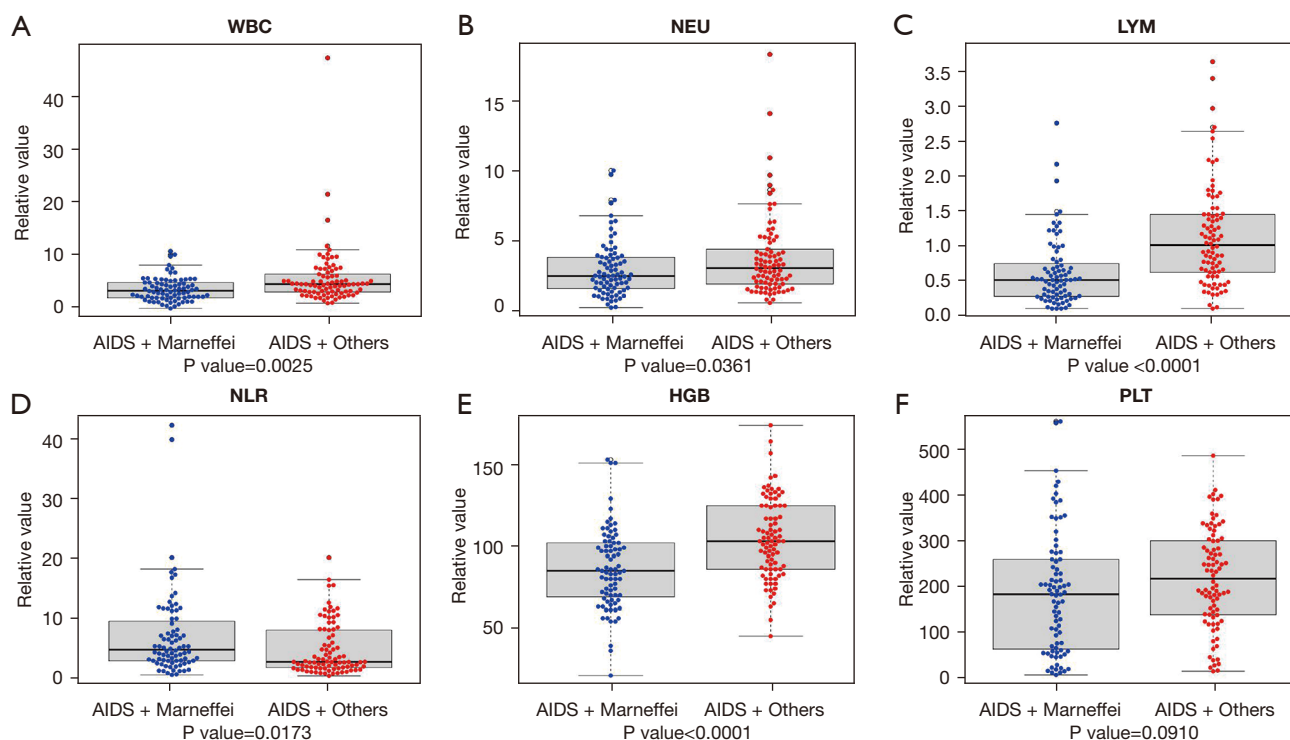 A
WBC
Relative value
40
30
20
10
0
AIDS + Marneffei
AIDS + Others
P value=0.0025
B
NEU
Relative value
15
10
5
0
AIDS + Marneffei
AIDS + Others
P value=0.0361
C
LYM
Relative value
3.5
3.0
2.5
2.0
1.5
1.0
0.5
0.0
AIDS + Marneffei
AIDS + Others
P value <0.0001
D
NLR
Relative value
40
30
20
10
0
AIDS + Marneffei
AIDS + Others
P value=0.0173
E
HGB
Relative value
150
100
50
AIDS + Marneffei
AIDS + Others
P value<0.0001
F
PLT
Relative value
500
400
300
200
100
0
AIDS + Marneffei
AIDS + Others
P value=0.0910